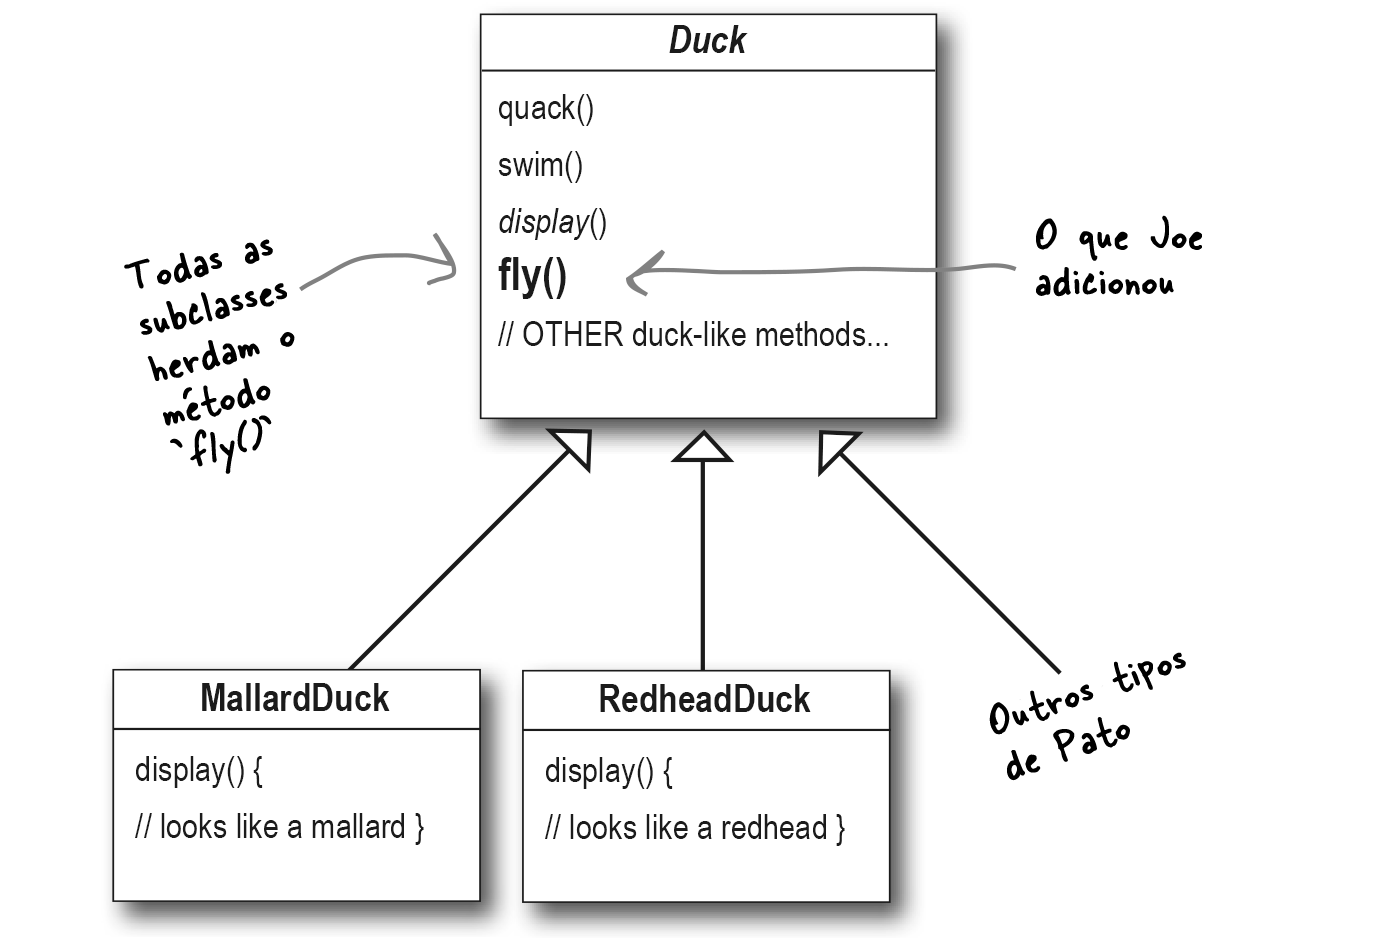 Duck
quack()
swim()
display()
fly()
// OTHER duck-like methods...
Todas as
subclasses
herdam o
método
`fly()`
O que Joe
adicionou
MallardDuck
display() {
// looks like a mallard }
RedheadDuck
display() {
// looks like a redhead }
Outros tipos
de Pato